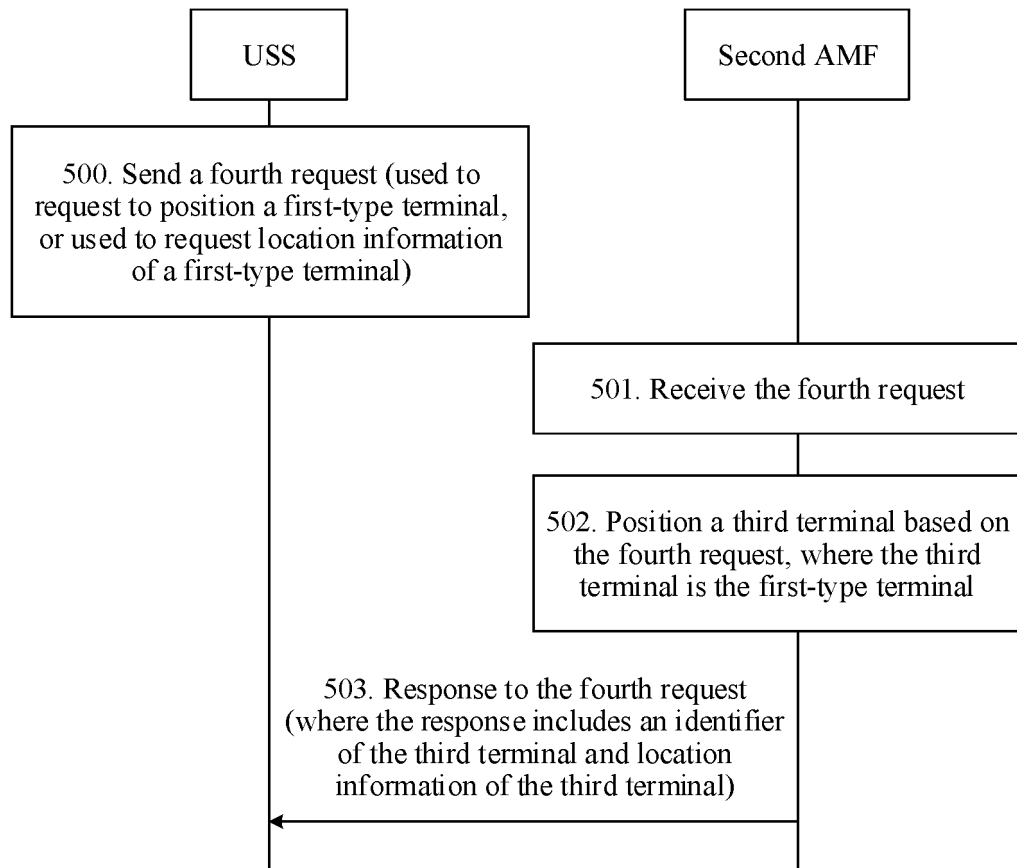 USS
Second AMF
500. Send a fourth request (used to
request to position a first-type terminal,
or used to request location information
of a first-type terminal)
501. Receive the fourth request
502. Position a third terminal based on
the fourth request, where the third
terminal is the first-type terminal
503. Response to the fourth request
(where the response includes an identifier
of the third terminal and location
information of the third terminal)